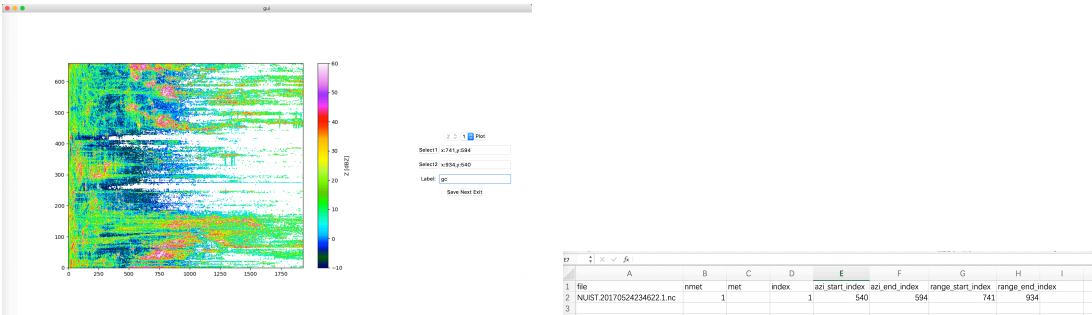 gui
60
50
40
30
20
10
0
−10
Z [dBZ]
600
500
400
300
200
100
0
0 250 500 750 1000 1250 1500 1750
2 1 Plot
Select1 x:741,y:594
Select2 x:934,y:540
Label: gc
Save Next Exit
E7 fx
A B C D E F G H I
1 file nmet met index azi_start_index azi_end_index range_start_index range_end_index
2 NUIST.20170524234622.1.nc 1 1 540 594 741 934
3